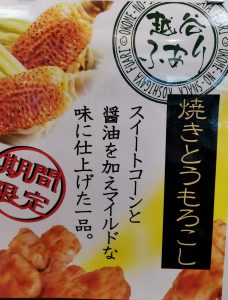 越谷
ふあり
焼きとうもろこし
スイートコーンと
醤油を加えマイルドな
味に仕上げた一品。
期間
限定